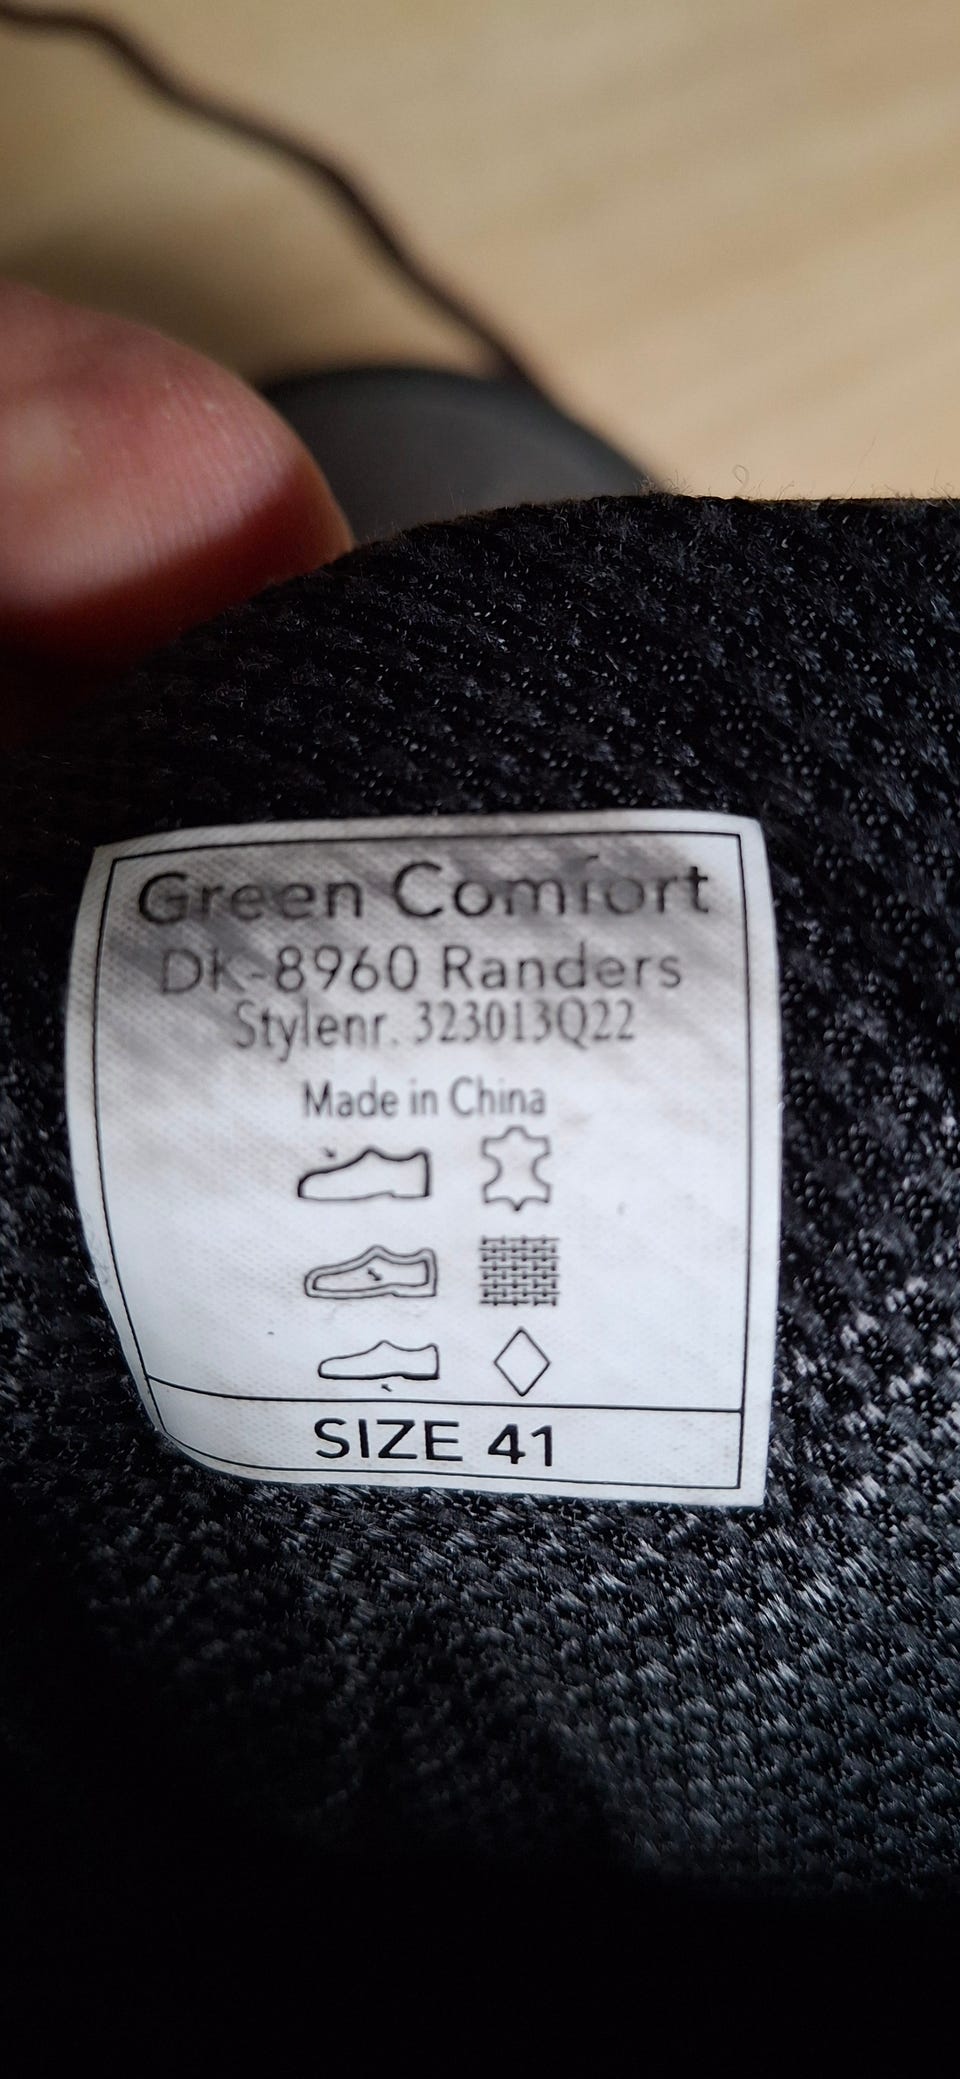 Green Comfort
DK-8960 Randers
Stylenr. 323013Q22
Made in China
SIZE 41